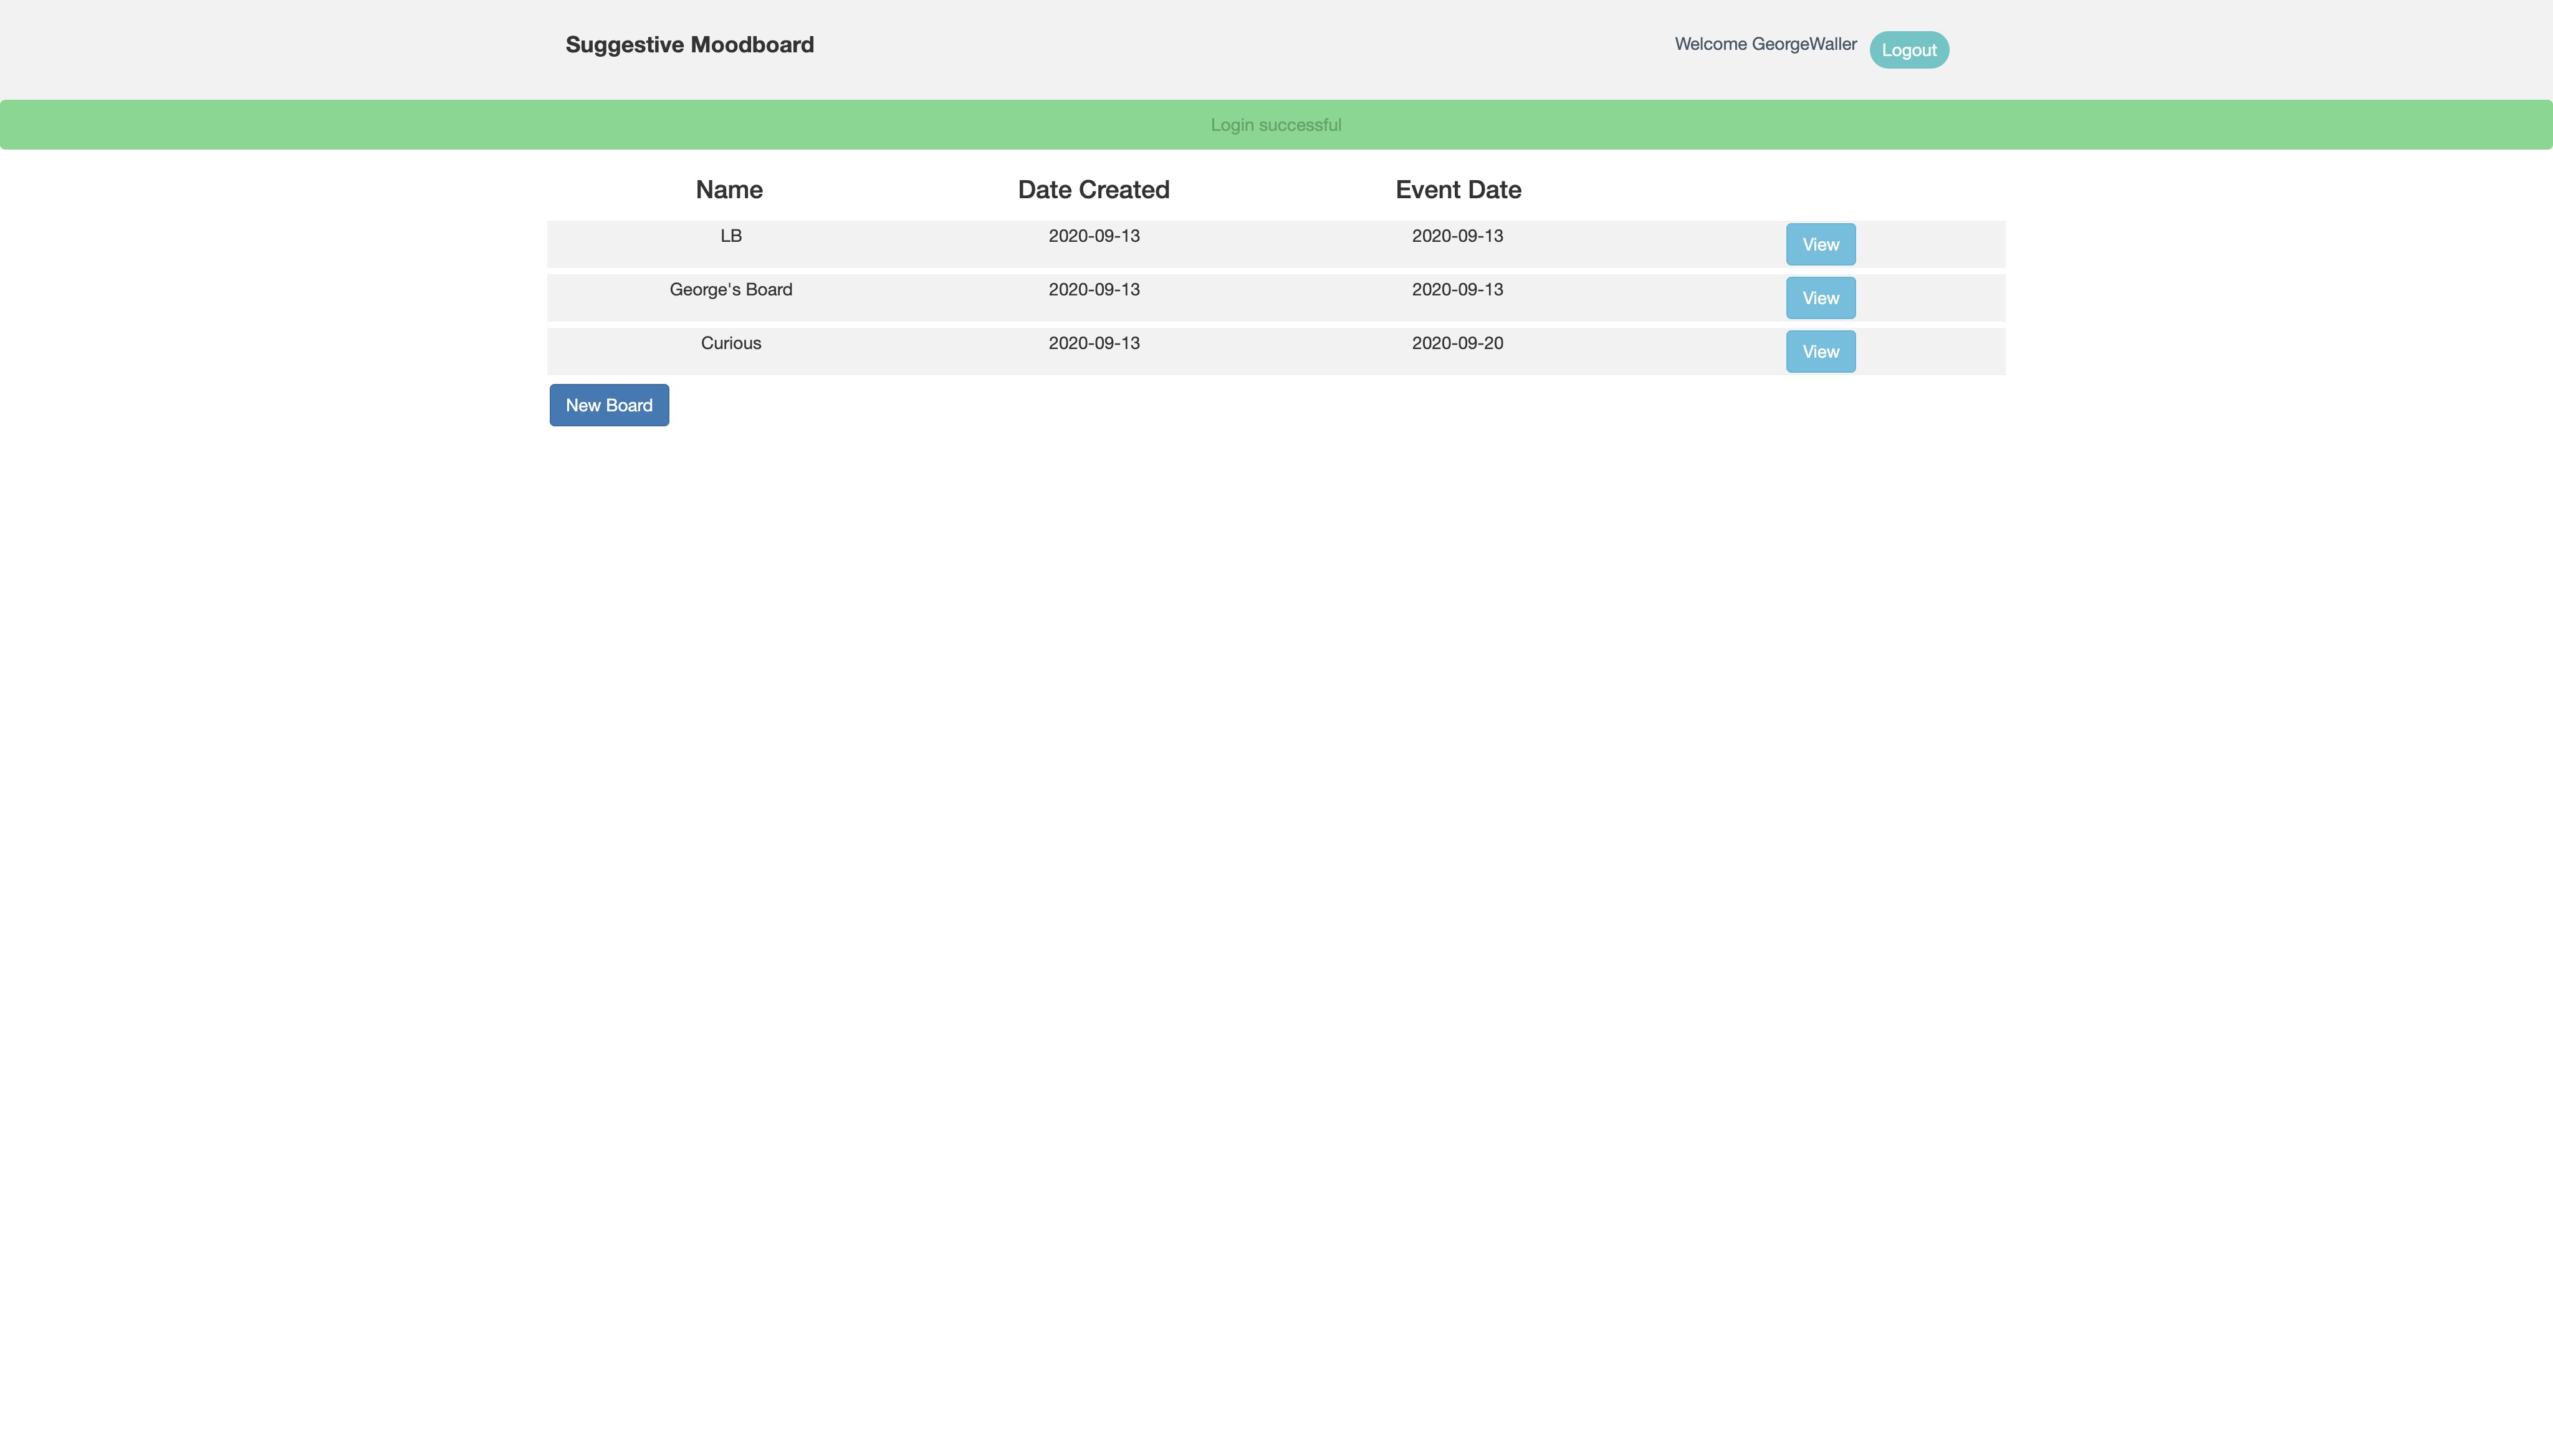 Suggestive Moodboard
Welcome GeorgeWaller Logout
Login successful
Name Date Created Event Date
LB 2020-09-13 2020-09-13 View
George's Board 2020-09-13 2020-09-13 View
Curious 2020-09-13 2020-09-20 View
New Board